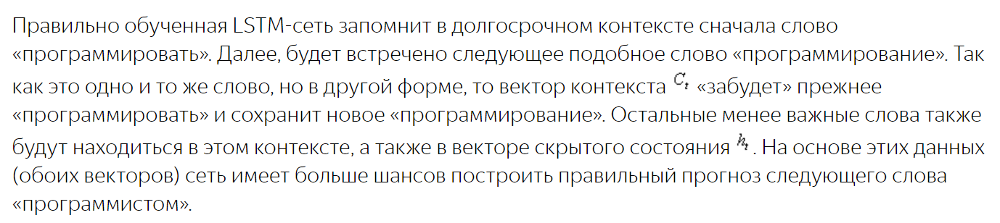 Правильно обученная LSTM-сеть запомнит в долгосрочном контексте сначала слово
«программировать». Далее, будет встречено следующее подобное слово «программирование». Так
как это одно и то же слово, но в другой форме, то вектор контекста Cₜ «забудет» прежнее
«программировать» и сохранит новое «программирование». Остальные менее важные слова также
будут находиться в этом контексте, а также в векторе скрытого состояния hₜ. На основе этих данных
(обоих векторов) сеть имеет больше шансов построить правильный прогноз следующего слова
«программистом».